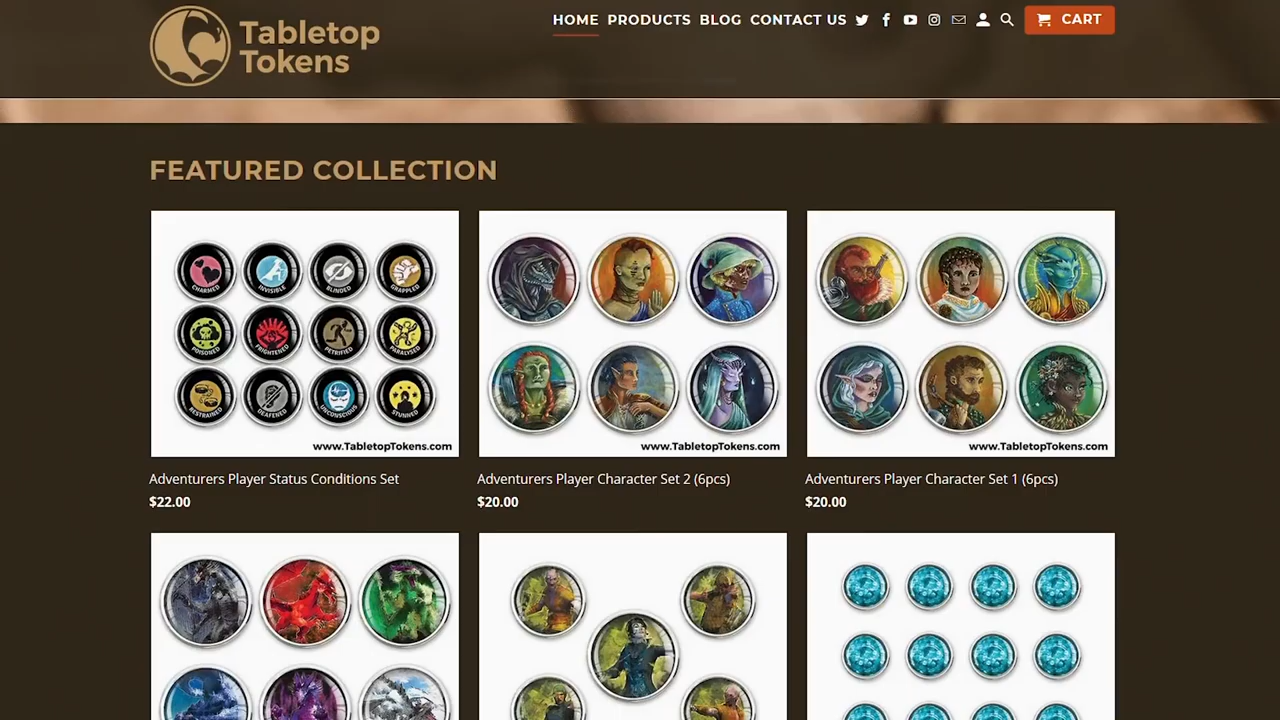 Tabletop
Tokens
HOME PRODUCTS BLOG CONTACT US CART
FEATURED COLLECTION
CHARMED INVISIBLE BLINDED GRAPPLED
POISONED FRIGHTENED PETRIFIED PARALYSED
RESTRAINED DEAFENED UNCONSCIOUS STUNNED
www.TabletopTokens.com www.TabletopTokens.com www.TabletopTokens.com
Adventurers Player Status Conditions Set Adventurers Player Character Set 2 (6pcs) Adventurers Player Character Set 1 (6pcs)
$22.00 $20.00 $20.00